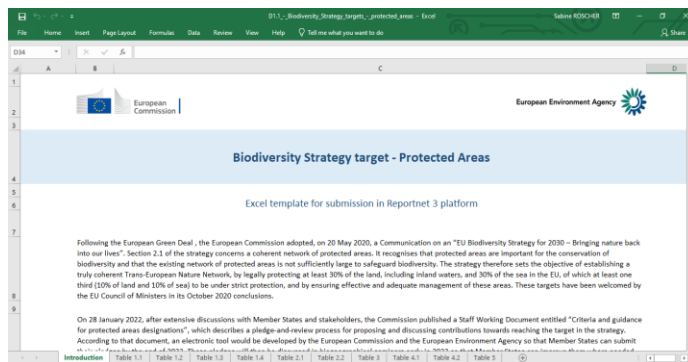 D1.1_-_Biodiversity_Strategy_targets_-_protected_areas - Excel
Sabine ROSCHER
File Home Insert Page Layout Formulas Data Review View Help Tell me what you want to do Share
D34
A B C D
1
European
Commission
European Environment Agency
2
3
Biodiversity Strategy target - Protected Areas
4
5
Excel template for submission in Reportnet 3 platform
6
7
Following the European Green Deal , the European Commission adopted, on 20 May 2020, a Communication on an "EU Biodiversity Strategy for 2030 – Bringing nature back
into our lives". Section 2.1 of the strategy concerns a coherent network of protected areas. It recognises that protected areas are important for the conservation of
biodiversity and that the existing network of protected areas is not sufficiently large to safeguard biodiversity. The strategy therefore sets the objective of establishing a
truly coherent Trans-European Nature Network, by legally protecting at least 30% of the land, including inland waters, and 30% of the sea in the EU, of which at least one
third (10% of land and 10% of sea) to be under strict protection, and by ensuring effective and adequate management of these areas. These targets have been welcomed by
the EU Council of Ministers in its October 2020 conclusions.
8
9
On 28 January 2022, after extensive discussions with Member States and stakeholders, the Commission published a Staff Working Document entitled "Criteria and guidance
for protected areas designations", which describes a pledge-and-review process for proposing and discussing contributions towards reaching the target in the strategy.
According to that document, an electronic tool would be developed by the European Commission and the European Environment Agency so that Member States can submit
Introduction Table 1.1 Table 1.2 Table 1.3 Table 1.4 Table 2.1 Table 2.2 Table 3 Table 4.1 Table 4.2 Table 5